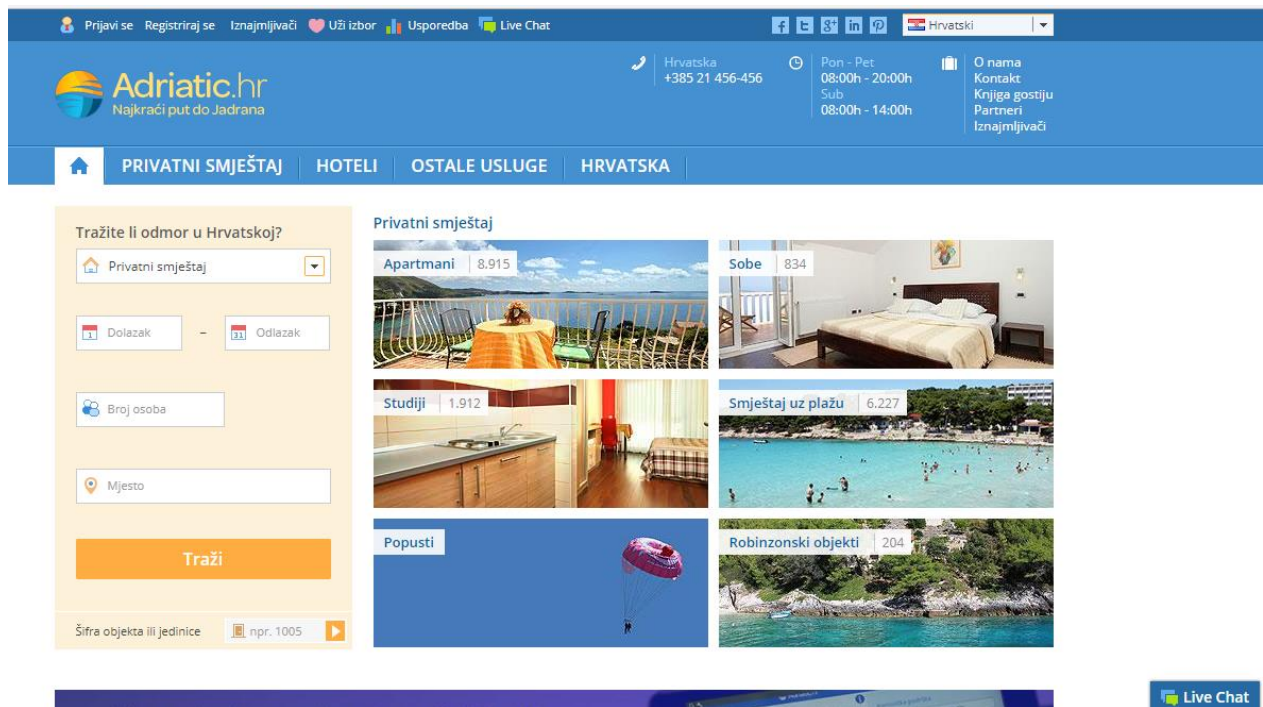 Prijavi se Registriraj se Iznajmljivači Uži izbor Usporedba Live Chat
Hrvatski
Adriatic.hr
Najkraći put do Jadrana
Hrvatska
+385 21 456-456
Pon - Pet
08:00h - 20:00h
Sub
08:00h - 14:00h
O nama
Kontakt
Knjiga gostiju
Partneri
Iznajmljivači
PRIVATNI SMJEŠTAJ HOTELI OSTALE USLUGE HRVATSKA
Tražite li odmor u Hrvatskoj?
Privatni smještaj
1 Dolazak – 31 Odlazak
Broj osoba
Mjesto
Traži
Šifra objekta ili jedinice npr. 1005
Privatni smještaj
Apartmani 8.915
Sobe 834
Studiji 1.912
Smještaj uz plažu 6.227
Popusti
Robinzonski objekti 204
Live Chat